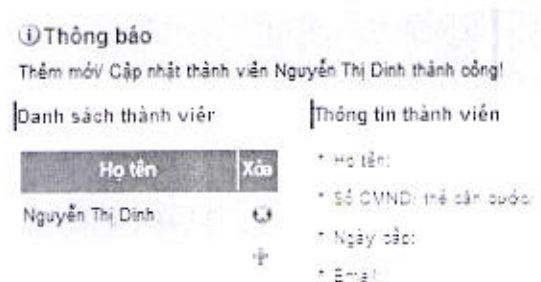 Thông báo
Thêm mới/ Cập nhật thành viên Nguyễn Thị Dinh thành công!
Danh sách thành viên
Họ tên Xóa
Nguyễn Thị Dinh
Thông tin thành viên
* Họ tên:
* Số CMND/ thẻ căn cước:
* Ngày cấp:
* Email: